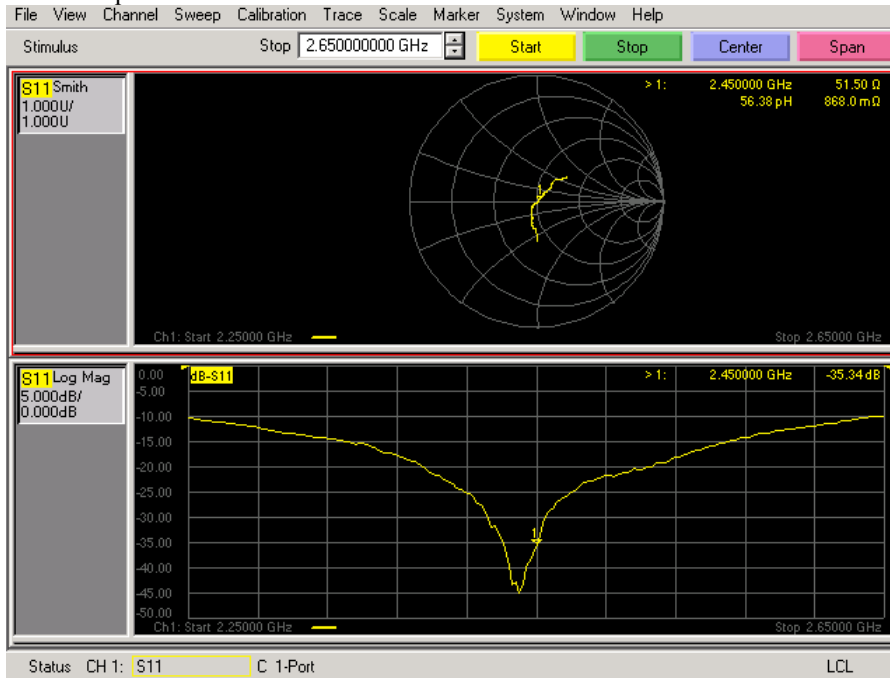 File View Channel Sweep Calibration Trace Scale Marker System Window Help
Stimulus Stop 2.650000000 GHz Start Stop Center Span
S11 Smith
1.000U/
1.000U
> 1: 2.450000 GHz 51.50 Ω
56.38 pH 868.0 mΩ
1
Ch1: Start 2.25000 GHz Stop 2.65000 GHz
S11 Log Mag
5.000dB/
0.000dB
dB-S11
> 1: 2.450000 GHz -35.34 dB
0.00
-5.00
-10.00
-15.00
-20.00
-25.00
-30.00
-35.00
-40.00
-45.00
-50.00
1
Ch1: Start 2.25000 GHz Stop 2.65000 GHz
Status CH 1: S11 C 1-Port LCL